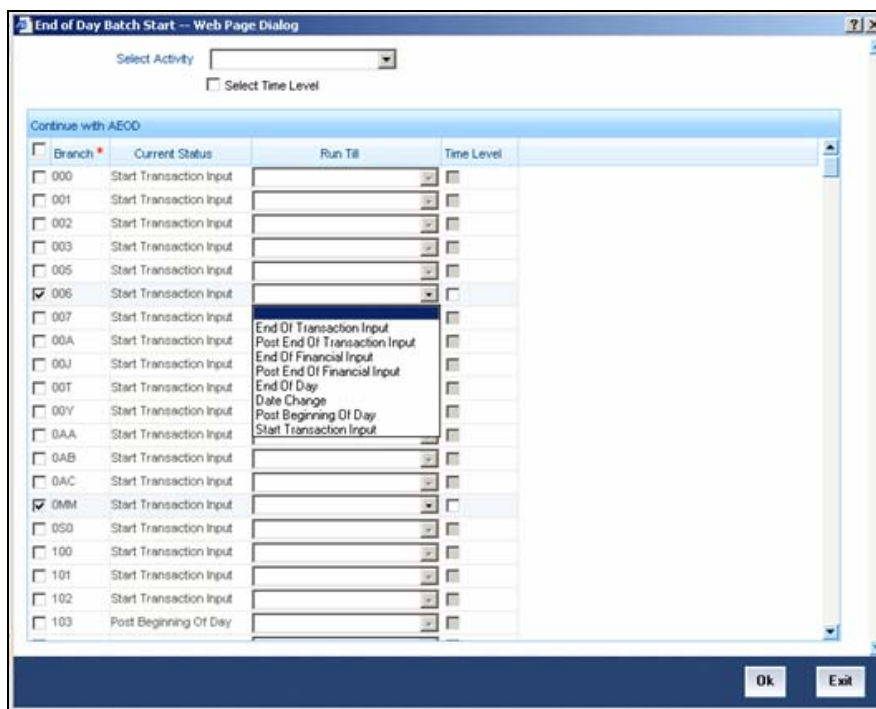 End of Day Batch Start -- Web Page Dialog
Select Activity
Select Time Level
Continue with AEOD
Branch * Current Status Run Till Time Level
000 Start Transaction Input
001 Start Transaction Input
002 Start Transaction Input
003 Start Transaction Input
005 Start Transaction Input
006 Start Transaction Input
007 Start Transaction Input
00A Start Transaction Input
00J Start Transaction Input
00T Start Transaction Input
00Y Start Transaction Input
End Of Transaction Input
Post End Of Transaction Input
End Of Financial Input
Post End Of Financial Input
End Of Day
Date Change
Post Beginning Of Day
Start Transaction Input
0AA Start Transaction Input
0AB Start Transaction Input
0AC Start Transaction Input
0MM Start Transaction Input
0S0 Start Transaction Input
100 Start Transaction Input
101 Start Transaction Input
102 Start Transaction Input
103 Post Beginning Of Day
Ok Exit